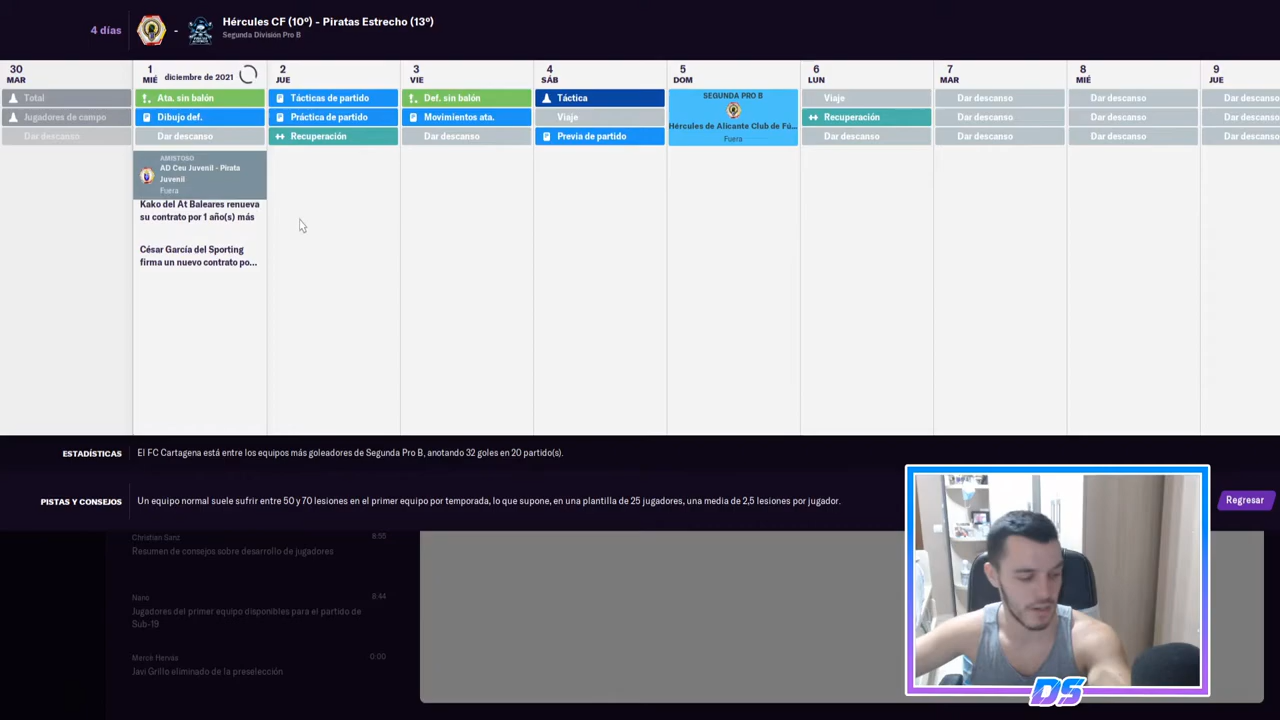 4 días
-
Hércules CF (10º) - Piratas Estrecho (13º)
Segunda División Pro B
30
MAR
1
MIÉ
diciembre de 2021
2
JUE
3
VIE
4
SÁB
5
DOM
6
LUN
7
MAR
8
MIÉ
9
JUE
Total
Jugadores de campo
Dar descanso
Ata. sin balón
Dibujo def.
Dar descanso
Tácticas de partido
Práctica de partido
Recuperación
Def. sin balón
Movimientos ata.
Dar descanso
Táctica
Viaje
Previa de partido
SEGUNDA PRO B
Hércules de Alicante Club de Fú...
Fuera
Viaje
Recuperación
Dar descanso
Dar descanso
Dar descanso
Dar descanso
Dar descanso
Dar descanso
Dar descanso
Dar descanso
Dar descanso
Dar descanso
AMISTOSO
AD Ceu Juvenil - Pirata
Juvenil
Fuera
Kako del At Baleares renueva
su contrato por 1 año(s) más
César García del Sporting
firma un nuevo contrato po...
ESTADÍSTICAS
El FC Cartagena está entre los equipos más goleadores de Segunda Pro B, anotando 32 goles en 20 partido(s).
PISTAS Y CONSEJOS
Un equipo normal suele sufrir entre 50 y 70 lesiones en el primer equipo por temporada, lo que supone, en una plantilla de 25 jugadores, una media de 2,5 lesiones por jugador.
Regresar
Christian Sanz
8:55
Resumen de consejos sobre desarrollo de jugadores
Nano
8:44
Jugadores del primer equipo disponibles para el partido de
Sub-19
Mercè Hervás
0:00
Javi Grillo eliminado de la preselección
DS